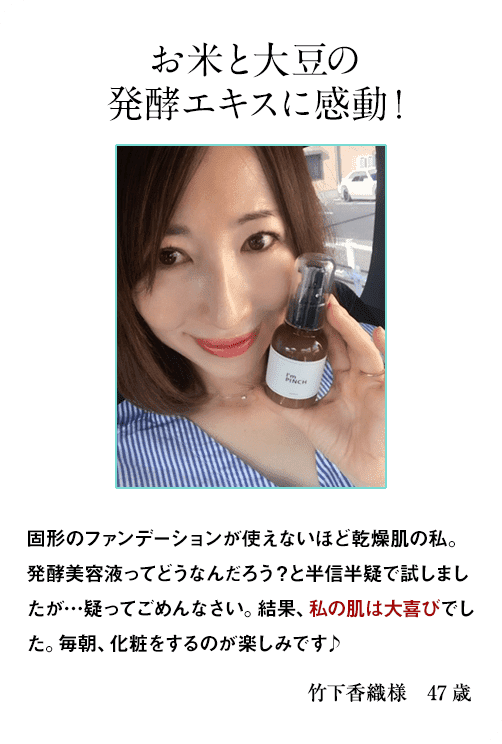 お米と大豆の
発酵エキスに感動！
I'm
PINCH
固形のファンデーションが使えないほど乾燥肌の私。
発酵美容液ってどうなんだろう？と半信半疑で試しまし
たが…疑ってごめんなさい。結果、私の肌は大喜びでし
た。毎朝、化粧をするのが楽しみです♪
竹下香織様　47歳